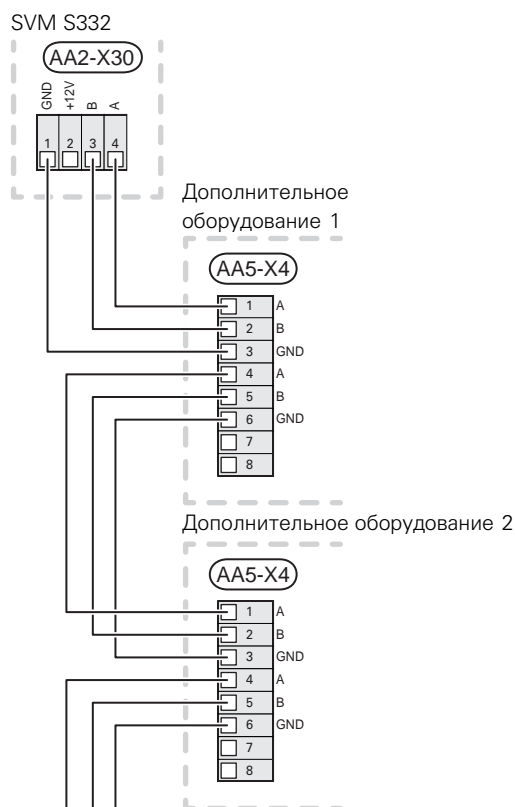 SVM S332
AA2-X30
GND +12V B A
1 2 3 4
Дополнительное
оборудование 1
AA5-X4
1 A
2 B
3 GND
4 A
5 B
6 GND
7
8
Дополнительное оборудование 2
AA5-X4
1 A
2 B
3 GND
4 A
5 B
6 GND
7
8